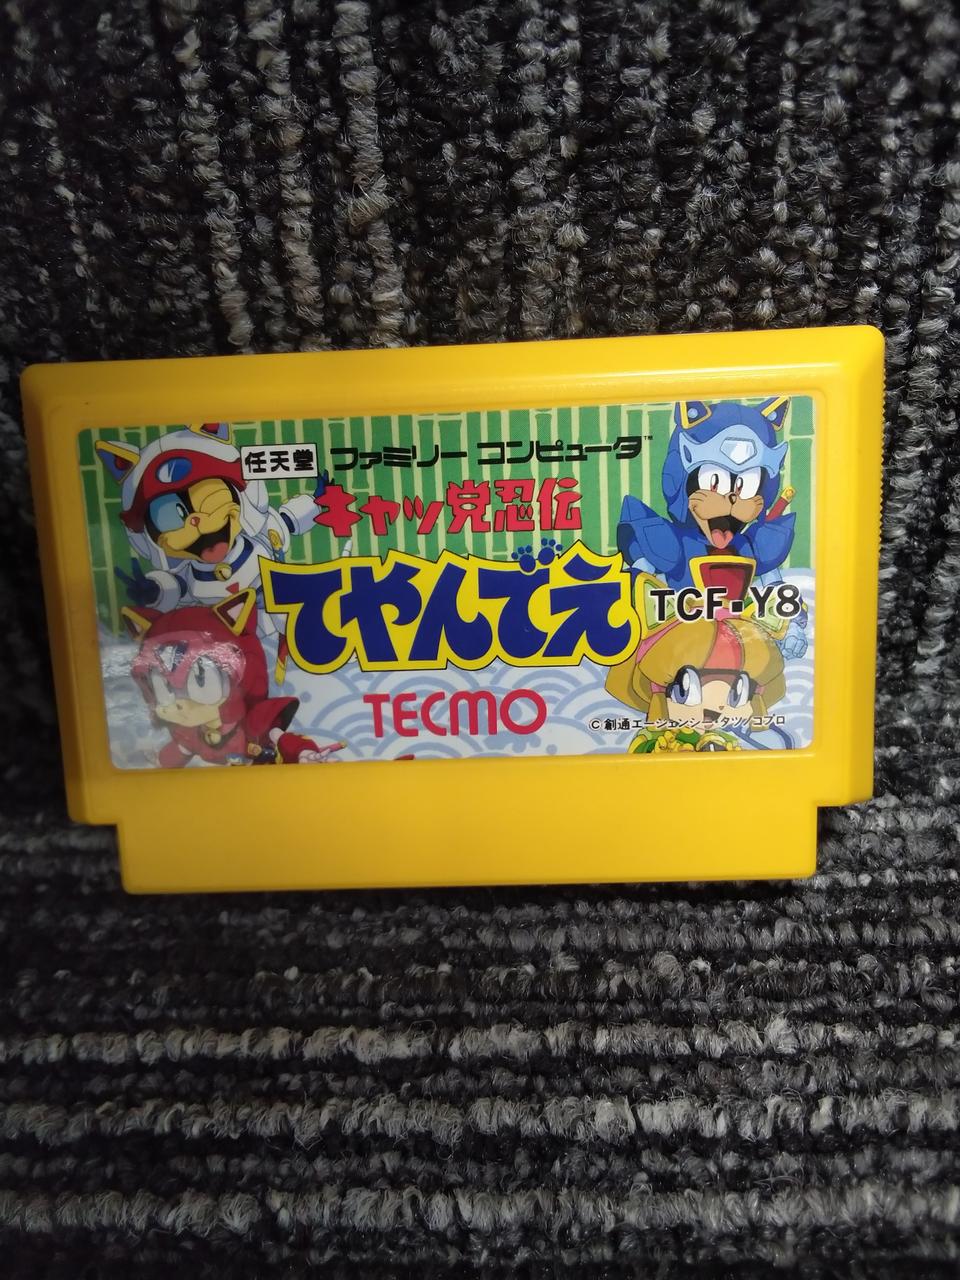 任天堂 ファミリー コンピュータ™
キャッ党忍伝
てやんでえ
TCF-Y8
TECMO
©創通エージェンシー・タツノコプロ